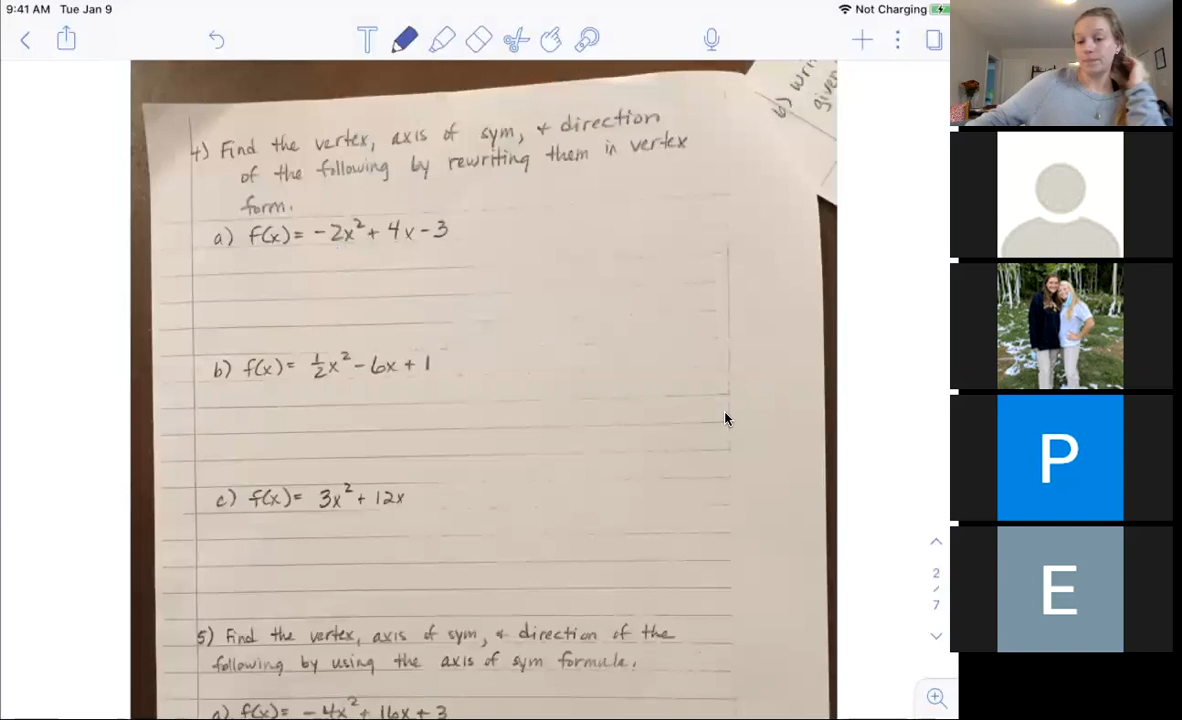 9:41 AM Tue Jan 9
Not Charging
T
4) Find the vertex, axis of sym, + direction
of the following by rewriting them in vertex
form.
a) f(x) = -2x² + 4x - 3
b) f(x) = ½x² - 6x + 1
c) f(x) = 3x² + 12x
5) Find the vertex, axis of sym, + direction of the
following by using the axis of sym formula.
a) f(x) = -4x² + 16x + 3
6)
given
2
/
7
P
E